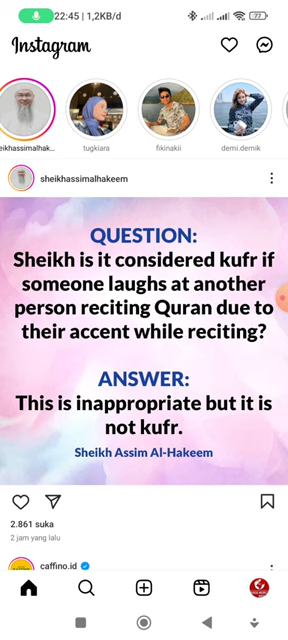 22:45 | 1,2KB/d
77
Instagram
eikhassimalhak...
tugkiara
fikinakii
demi.demik
sheikhassimalhakeem
QUESTION:
Sheikh is it considered kufr if
someone laughs at another
person reciting Quran due to
their accent while reciting?
ANSWER:
This is inappropriate but it is
not kufr.
Sheikh Assim Al-Hakeem
2.861 suka
2 jam yang lalu
caffino.id